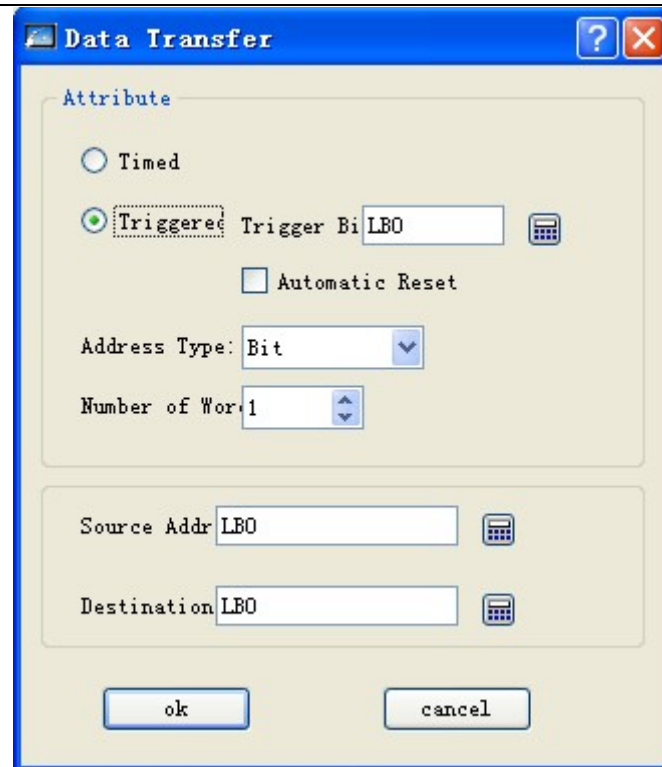 Data Transfer
Attribute
Timed
Triggered Trigger Bi LB0
Automatic Reset
Address Type: Bit
Number of Wor 1
Source Addr LB0
Destination LB0
ok cancel